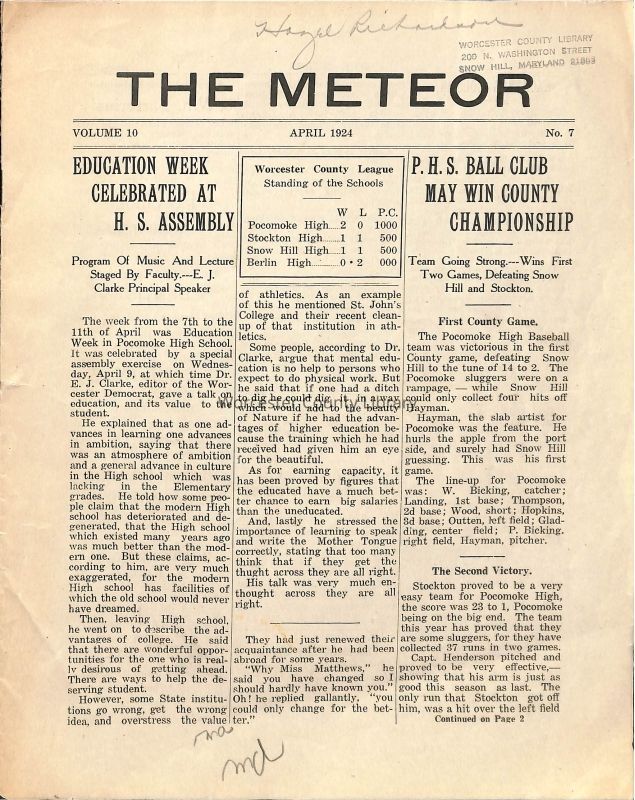 Hazel Richardson
WORCESTER COUNTY LIBRARY
200 N. WASHINGTON STREET
SNOW HILL, MARYLAND 21863
THE METEOR
VOLUME 10 APRIL 1924 No. 7
EDUCATION WEEK
CELEBRATED AT
H. S. ASSEMBLY
Program Of Music And Lecture
Staged By Faculty.---E. J.
Clarke Principal Speaker
The week from the 7th to the
11th of April was Education
Week in Pocomoke High School.
It was celebrated by a special
assembly exercise on Wednes-
day, April 9, at which time Dr.
E. J. Clarke, editor of the Wor-
cester Democrat, gave a talk on
education, and its value to the
student.
He explained that as one ad-
vances in learning one advances
in ambition, saying that there
was an atmosphere of ambition
and a general advance in culture
in the High school which was
lacking in the Elementary
grades. He told how some peo-
ple claim that the modern High
school has deteriorated and de-
generated, that the High school
which existed many years ago
was much better than the mod-
ern one. But these claims, ac-
cording to him, are very much
exaggerated, for the modern
High school has facilities of
which the old school would never
have dreamed.
Then, leaving High school,
he went on to describe the ad-
vantages of college. He said
that there are wonderful oppor-
tunities for the one who is real-
ly desirous of getting ahead.
There are ways to help the de-
serving student.
However, some State institu-
tions go wrong, get the wrong
idea, and overstress the value
Worcester County League
Standing of the Schools
W L P.C.
Pocomoke High.....2 0 1000
Stockton High.......1 1 500
Snow Hill High.....1 1 500
Berlin High...........0 2 000
of athletics. As an example
of this he mentioned St. John's
College and their recent clean-
up of that institution in ath-
letics.
Some people, according to Dr.
Clarke, argue that mental edu-
cation is no help to persons who
expect to do physical work. But
he said that if one had a ditch
to dig he could dig it in a way
which would add to the beauty
of Nature if he had the advan-
tages of higher education be-
cause the training which he had
received had given him an eye
for the beautiful.
As for earning capacity, it
has been proved by figures that
the educated have a much bet-
ter chance to earn big salaries
than the uneducated.
And, lastly he stressed the
importance of learning to speak
and write the Mother Tongue
correctly, stating that too many
think that if they get the
thught across they are all right.
His talk was very much en-
thought across they are all
right.
They had just renewed their
acquaintance after he had been
abroad for some years.
"Why Miss Matthews," he
said you have changed so I
should hardly have known you."
Oh! he replied gallantly, "you
could only change for the bet-
ter."
P. H. S. BALL CLUB
MAY WIN COUNTY
CHAMPIONSHIP
Team Going Strong.---Wins First
Two Games, Defeating Snow
Hill and Stockton.
First County Game.
The Pocomoke High Baseball
team was victorious in the first
County game, defeating Snow
Hill to the tune of 14 to 2. The
Pocomoke sluggers were on a
rampage, — while Snow Hill
could only collect four hits off
Hayman.
Hayman, the slab artist for
Pocomoke was the feature. He
hurls the apple from the port
side, and surely had Snow Hill
guessing. This was his first
game.
The line-up for Pocomoke
was: W. Bicking, catcher;
Landing, 1st base; Thompson,
2d base; Wood, short; Hopkins,
3d base; Outten, left field; Glad-
ding, center field; P. Bicking.
right field, Hayman, pitcher.
The Second Victory.
Stockton proved to be a very
easy team for Pocomoke High,
the score was 23 to 1, Pocomoke
being on the big end. The team
this year has proved that they
are some sluggers, for they have
collected 37 runs in two games.
Capt. Henderson pitched and
proved to be very effective,—
showing that his arm is just as
good this season as last. The
only run that Stockton got off
him, was a hit over the left field
Continued on Page 2
Worcester County Library
md